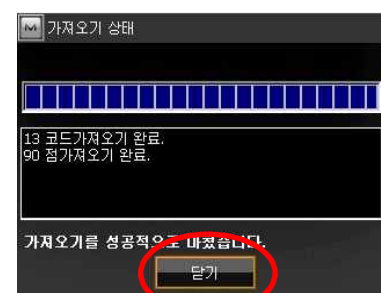 가져오기 상태
13 코드가져오기 완료.
90 점가져오기 완료.
가져오기를 성공적으로 마쳤습니다.
닫기